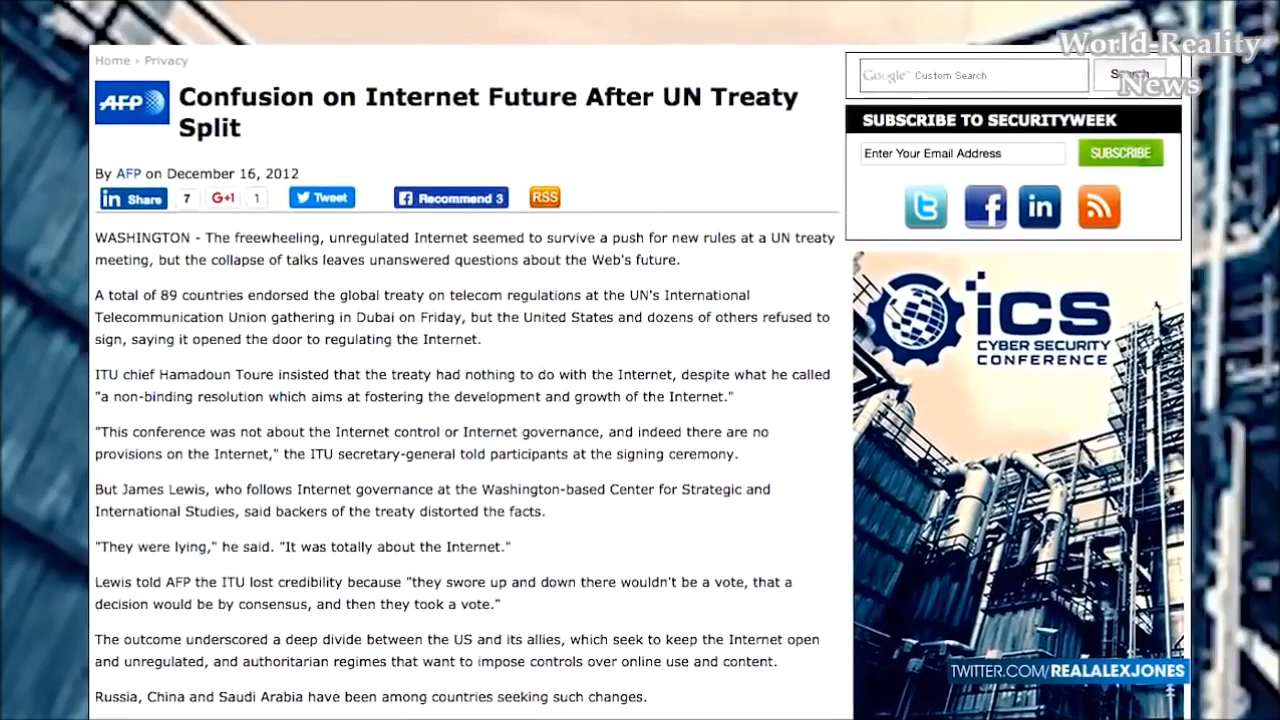 World-Reality
News
Home > Privacy
AFP
Confusion on Internet Future After UN Treaty
Split
By AFP on December 16, 2012
in Share 7 G+1 1 Tweet Recommend 3 RSS
WASHINGTON - The freewheeling, unregulated Internet seemed to survive a push for new rules at a UN treaty
meeting, but the collapse of talks leaves unanswered questions about the Web's future.
A total of 89 countries endorsed the global treaty on telecom regulations at the UN's International
Telecommunication Union gathering in Dubai on Friday, but the United States and dozens of others refused to
sign, saying it opened the door to regulating the Internet.
ITU chief Hamadoun Toure insisted that the treaty had nothing to do with the Internet, despite what he called
"a non-binding resolution which aims at fostering the development and growth of the Internet."
"This conference was not about the Internet control or Internet governance, and indeed there are no
provisions on the Internet," the ITU secretary-general told participants at the signing ceremony.
But James Lewis, who follows Internet governance at the Washington-based Center for Strategic and
International Studies, said backers of the treaty distorted the facts.
"They were lying," he said. "It was totally about the Internet."
Lewis told AFP the ITU lost credibility because "they swore up and down there wouldn't be a vote, that a
decision would be by consensus, and then they took a vote."
The outcome underscored a deep divide between the US and its allies, which seek to keep the Internet open
and unregulated, and authoritarian regimes that want to impose controls over online use and content.
Russia, China and Saudi Arabia have been among countries seeking such changes.
Google Custom Search
Search
SUBSCRIBE TO SECURITYWEEK
Enter Your Email Address SUBSCRIBE
in
ICS
CYBER SECURITY
CONFERENCE
TWITTER.COM/REALALEXJONES